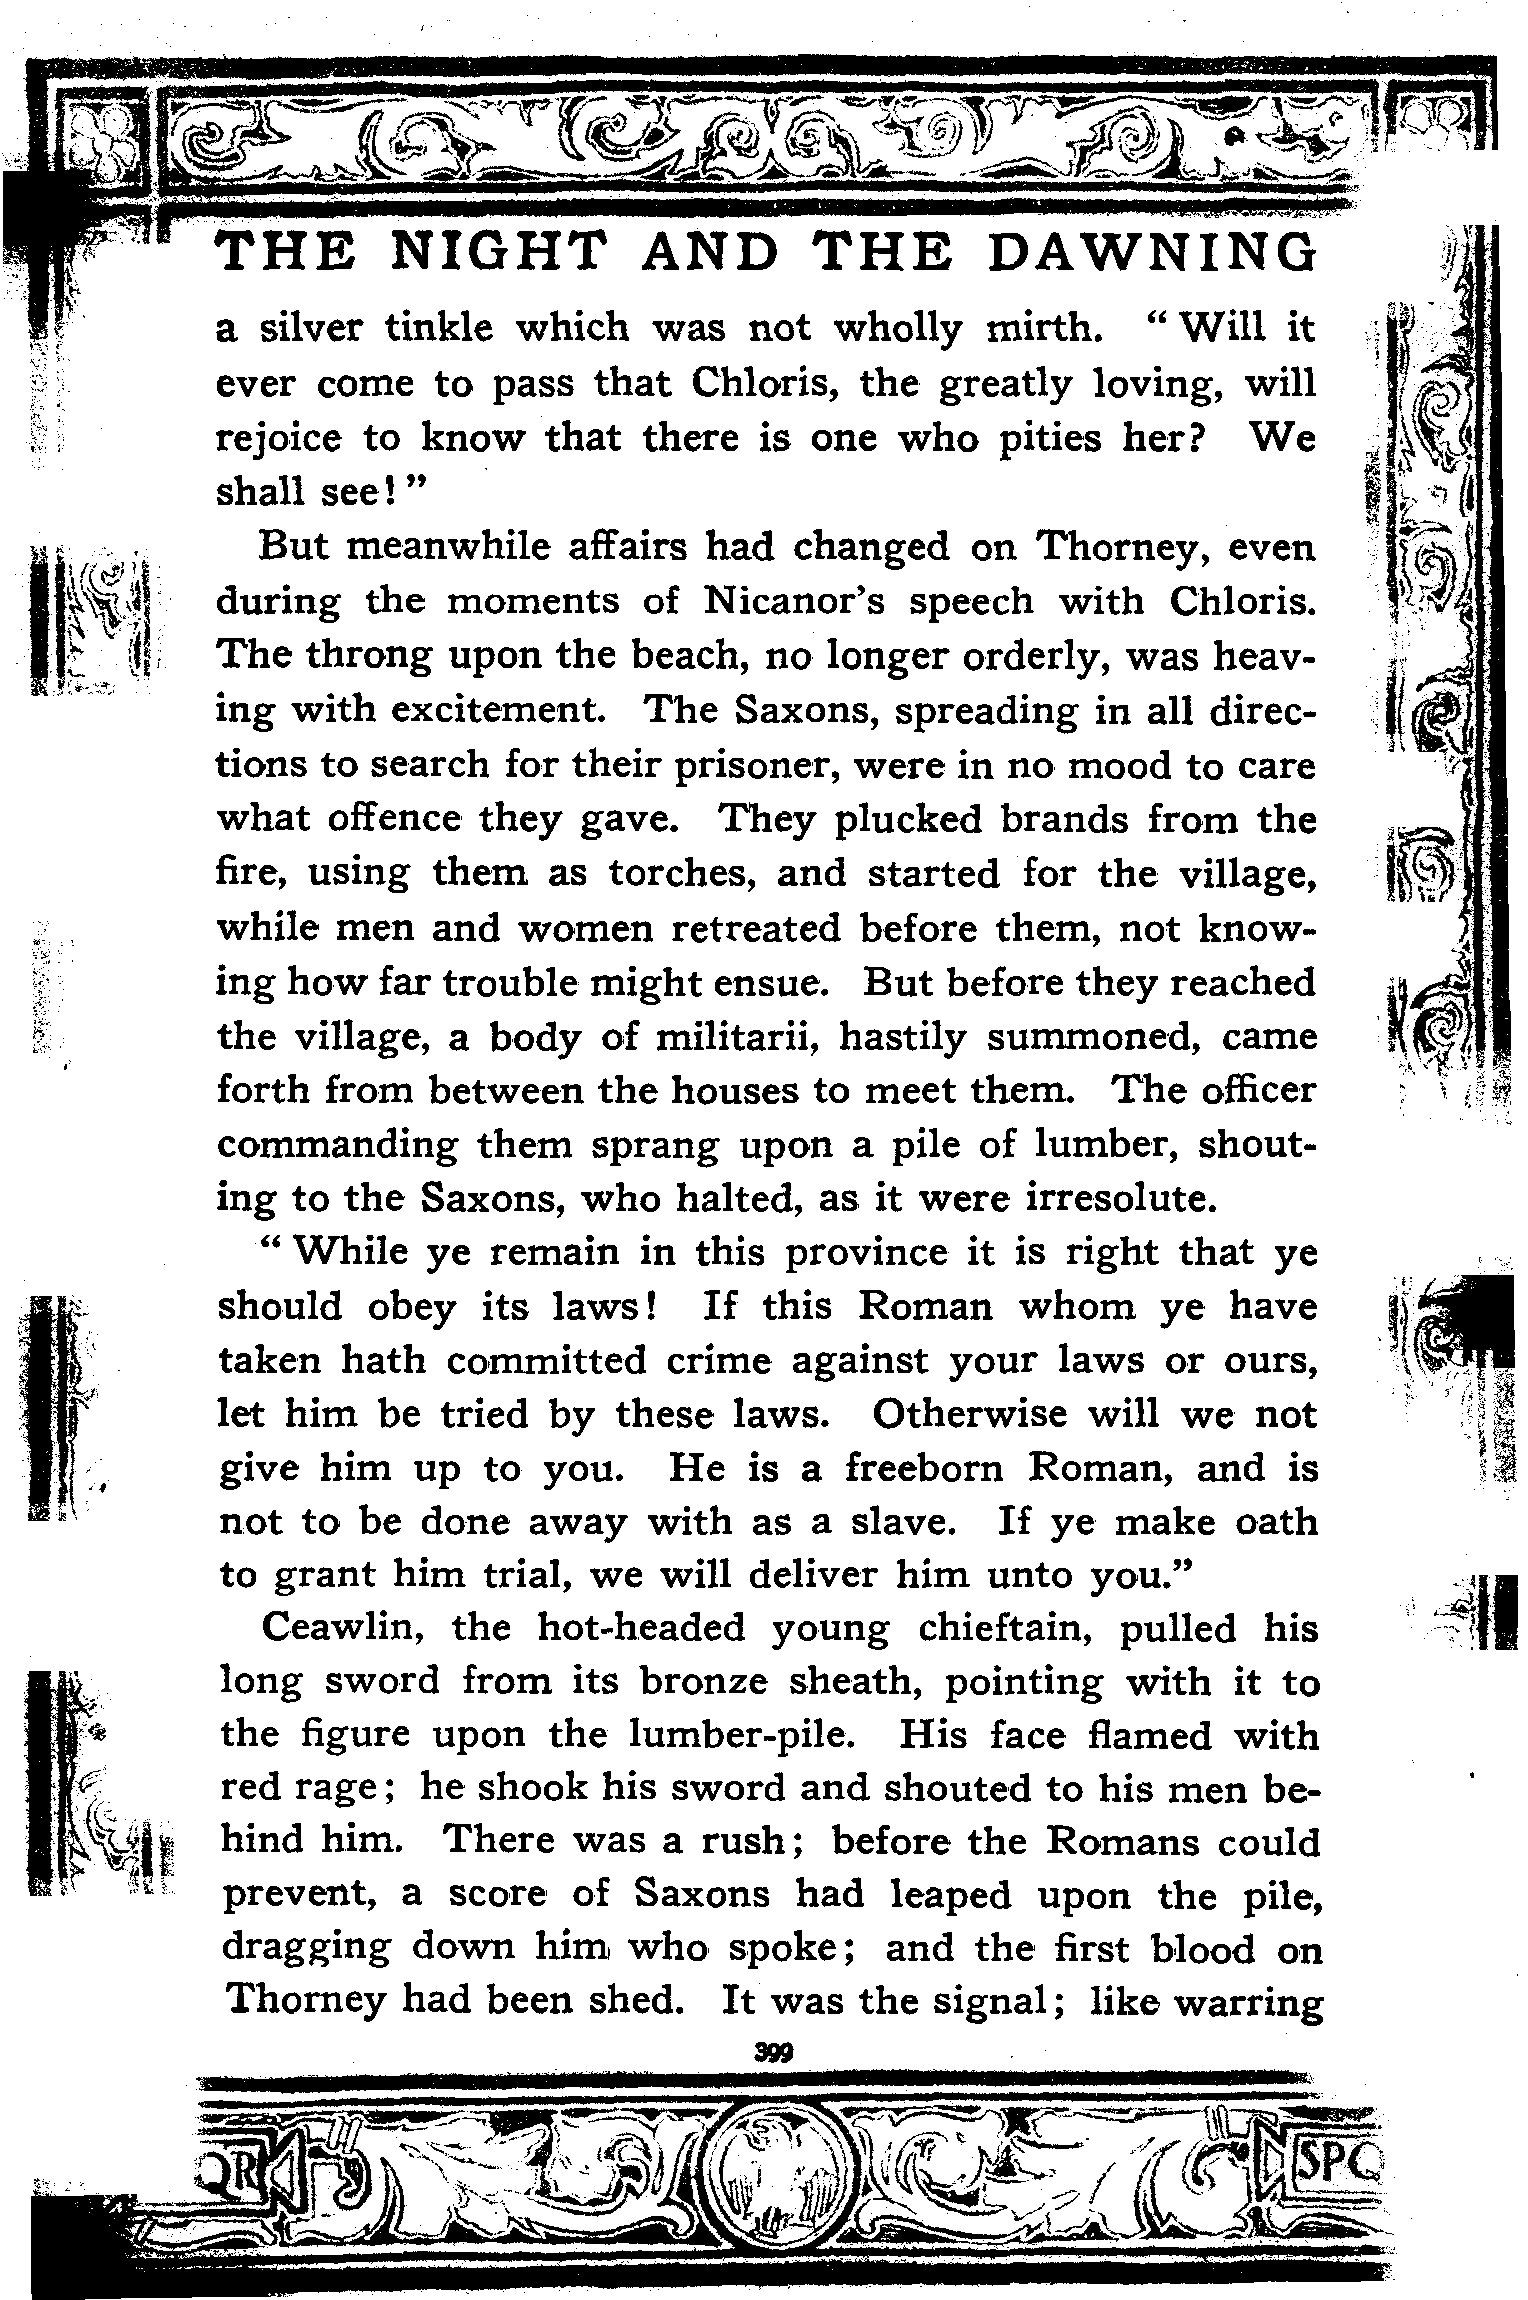 THE NIGHT AND THE DAWNING
a silver tinkle which was not wholly mirth. “Will it
ever come to pass that Chloris, the greatly loving, will
rejoice to know that there is one who pities her? We
shall see!”
But meanwhile affairs had changed on Thorney, even
during the moments of Nicanor’s speech with Chloris.
The throng upon the beach, no longer orderly, was heav-
ing with excitement. The Saxons, spreading in all direc-
tions to search for their prisoner, were in no mood to care
what offence they gave. They plucked brands from the
fire, using them as torches, and started for the village,
while men and women retreated before them, not know-
ing how far trouble might ensue. But before they reached
the village, a body of militarii, hastily summoned, came
forth from between the houses to meet them. The officer
commanding them sprang upon a pile of lumber, shout-
ing to the Saxons, who halted, as it were irresolute.
“While ye remain in this province it is right that ye
should obey its laws! If this Roman whom ye have
taken hath committed crime against your laws or ours,
let him be tried by these laws. Otherwise will we not
give him up to you. He is a freeborn Roman, and is
not to be done away with as a slave. If ye make oath
to grant him trial, we will deliver him unto you.”
Ceawlin, the hot-headed young chieftain, pulled his
long sword from its bronze sheath, pointing with it to
the figure upon the lumber-pile. His face flamed with
red rage; he shook his sword and shouted to his men be-
hind him. There was a rush; before the Romans could
prevent, a score of Saxons had leaped upon the pile,
dragging down him who spoke; and the first blood on
Thorney had been shed. It was the signal; like warring
399
QR SPQ